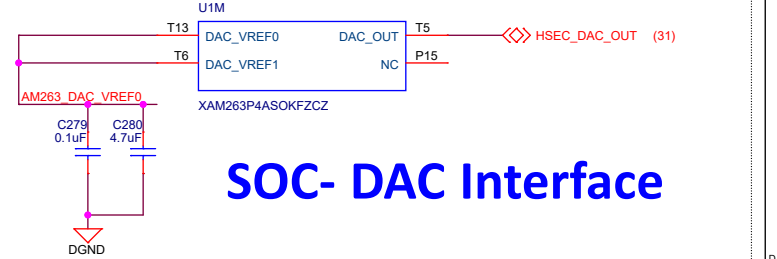 U1M
T13 DAC_VREF0 DAC_OUT T5 HSEC_DAC_OUT (31)
T6 DAC_VREF1 NC P15
AM263_DAC_VREF0
XAM263P4ASOKFZCZ
C279 C280
0.1uF 4.7uF
SOC- DAC Interface
DGND